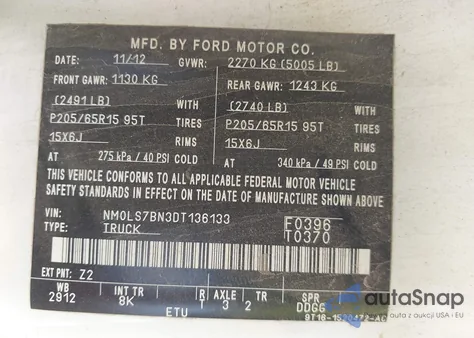 MFD. BY FORD MOTOR CO.
DATE: 11/12 GVWR: 2270 KG (5005 LB)
FRONT GAWR: 1130 KG REAR GAWR: 1243 KG
(2491 LB) WITH (2740 LB) WITH
P205/65R15 95T TIRES P205/65R15 95T TIRES
15X6J RIMS 15X6J RIMS
AT 275 kPa / 40 PSI COLD AT 340 kPa / 49 PSI COLD
THIS VEHICLE CONFORMS TO ALL APPLICABLE FEDERAL MOTOR VEHICLE
SAFETY STANDARDS IN EFFECT ON THE DATE OF MANUFACTURE SHOWN ABOVE.
VIN: NM0LS7BN3DT136133 F0396
TYPE: TRUCK T0370
EXT PNT: Z2
WB INT TR R AXLE TR SPR
2912 8K 3 2 DDGG
ETU
autaSnap
Auto z USA i EU